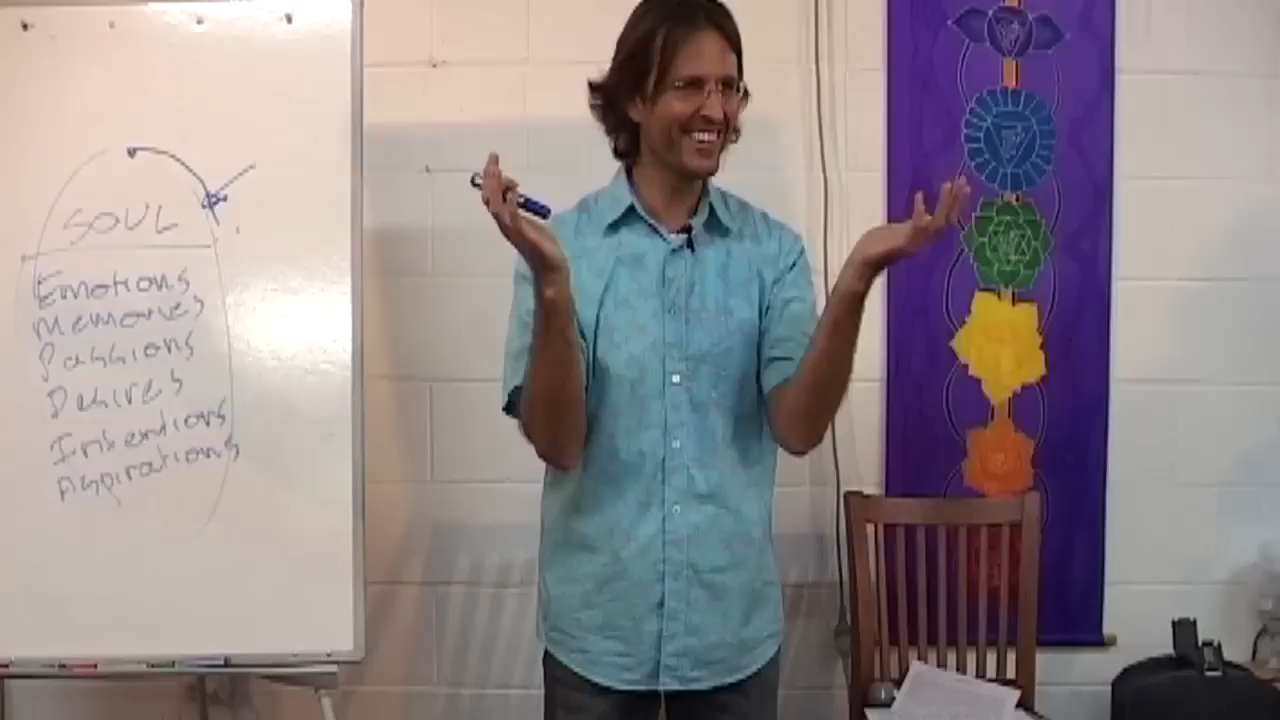 SOUL
Emotions
Memories
Passions
Desires
Intentions
Aspirations